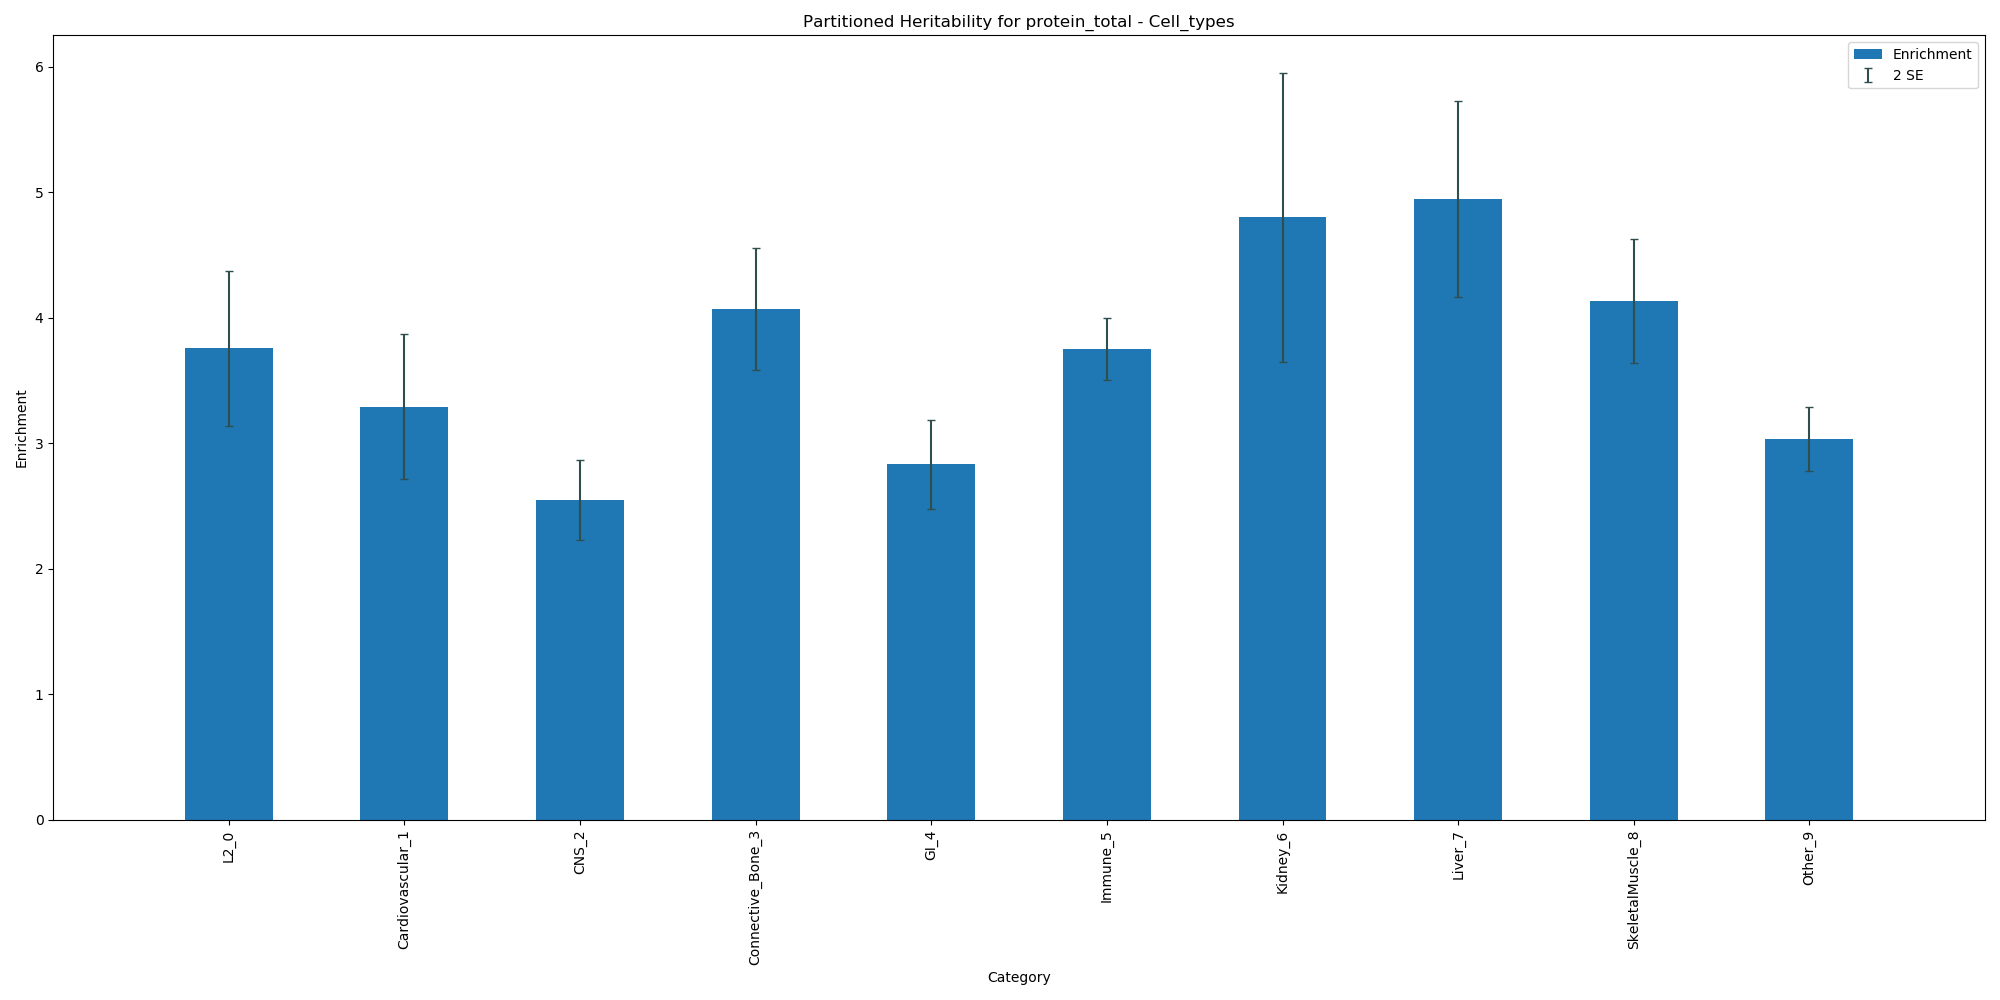 Partitioned Heritability for protein_total - Cell_types
Enrichment
2 SE
6
5
4
3
2
1
0
Enrichment
L2_0
Cardiovascular_1
CNS_2
Connective_Bone_3
GI_4
Immune_5
Kidney_6
Liver_7
SkeletalMuscle_8
Other_9
Category